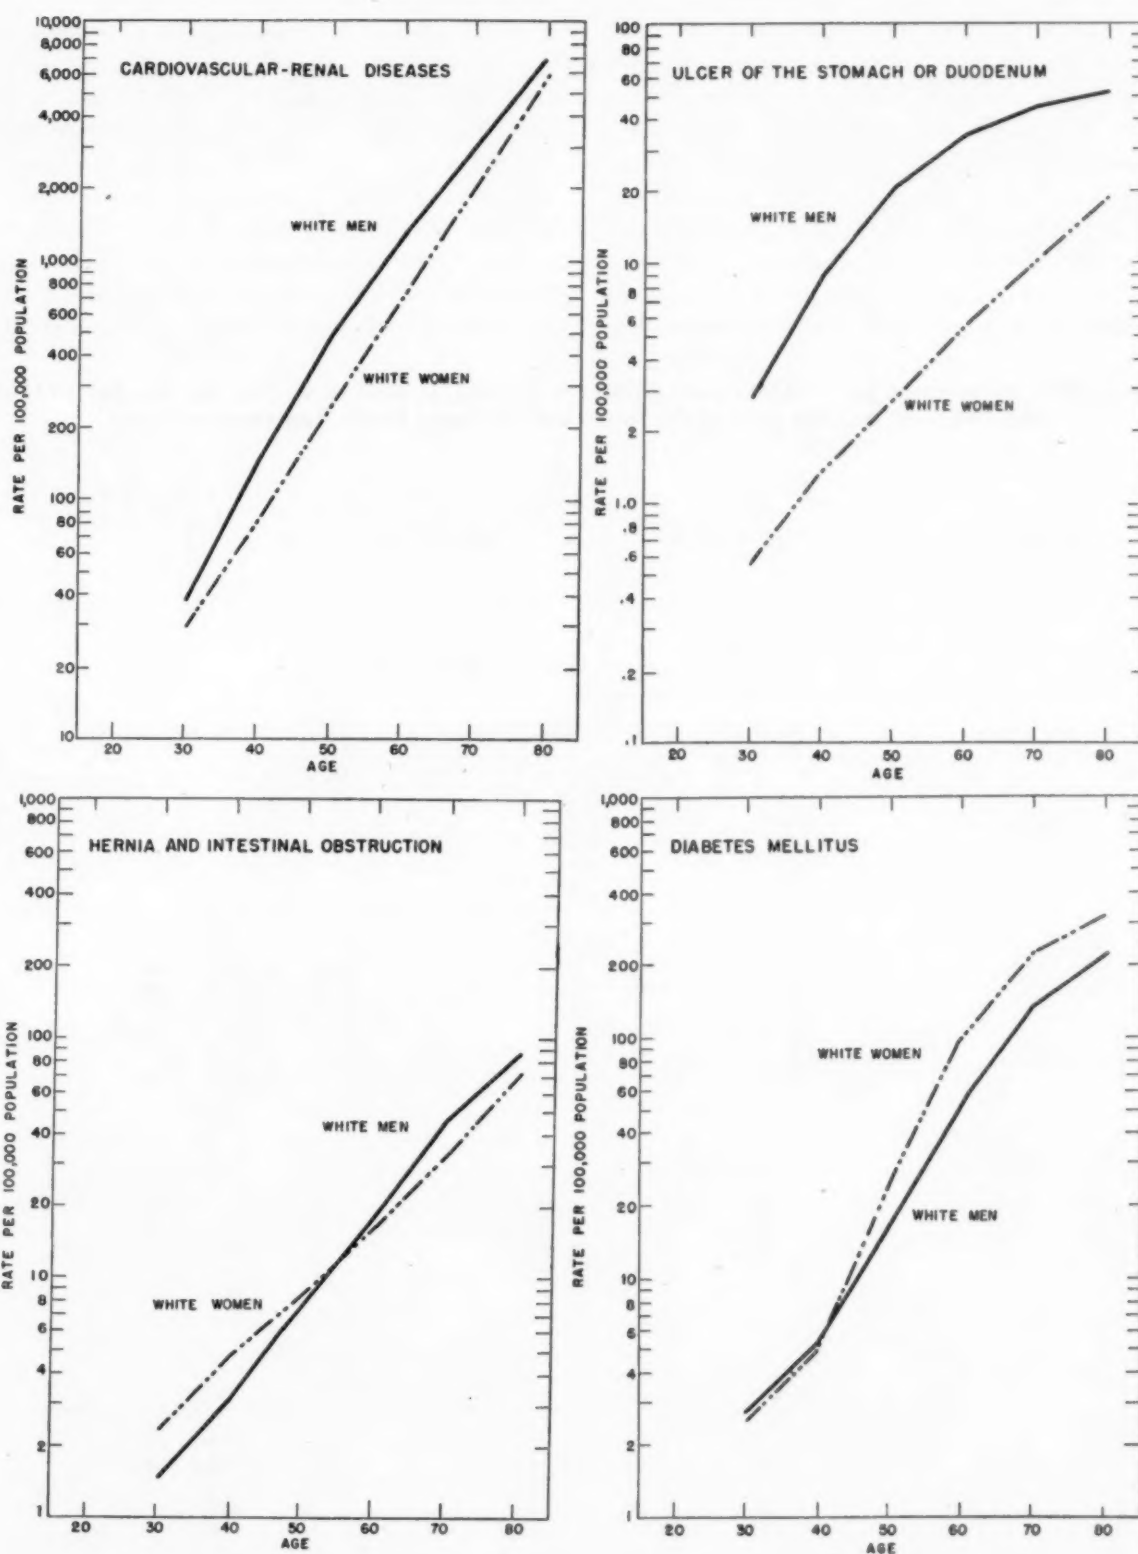 CARDIOVASCULAR-RENAL DISEASES
10,000
8,000
6,000
4,000
2,000
1,000
800
600
400
200
100
80
60
40
20
10
RATE PER 100,000 POPULATION
WHITE MEN
WHITE WOMEN
20 30 40 50 60 70 80
AGE
ULCER OF THE STOMACH OR DUODENUM
100
80
60
40
20
10
8
6
4
2
1.0
.8
.6
.4
.2
.1
RATE PER 100,000 POPULATION
WHITE MEN
WHITE WOMEN
20 30 40 50 60 70 80
AGE
HERNIA AND INTESTINAL OBSTRUCTION
1,000
800
600
400
200
100
80
60
40
20
10
8
6
4
2
1
RATE PER 100,000 POPULATION
WHITE MEN
WHITE WOMEN
20 30 40 50 60 70 80
AGE
DIABETES MELLITUS
1,000
800
600
400
200
100
80
60
40
20
10
8
6
4
2
1
RATE PER 100,000 POPULATION
WHITE WOMEN
WHITE MEN
20 30 40 50 60 70 80
AGE